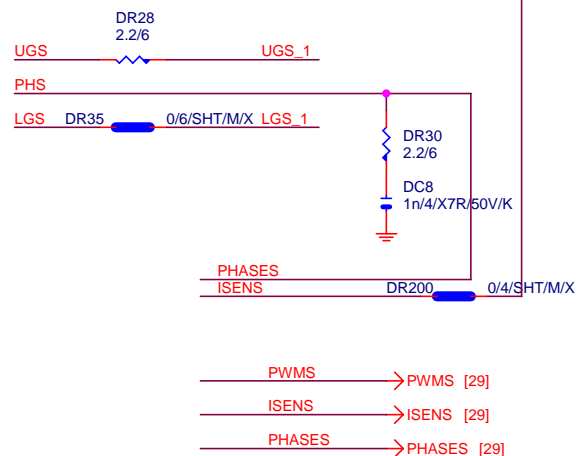 DR28
2.2/6
UGS UGS_1
PHS
LGS DR35 0/6/SHT/M/X LGS_1
DR30
2.2/6
DC8
1n/4/X7R/50V/K
PHASES
ISENS DR200 0/4/SHT/M/X
PWMS PWMS [29]
ISENS ISENS [29]
PHASES PHASES [29]